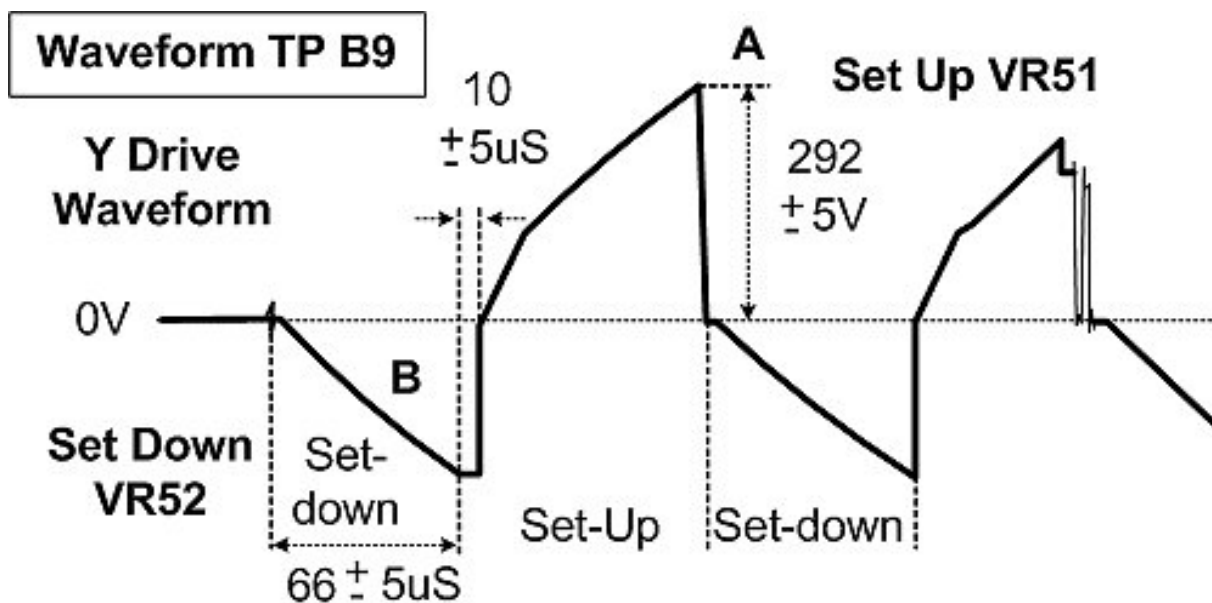 Waveform TP B9
Y Drive
Waveform
10
± 5uS
A
Set Up VR51
292
± 5V
0V
B
Set Down
VR52
Set-
down
Set-Up
Set-down
66 ± 5uS